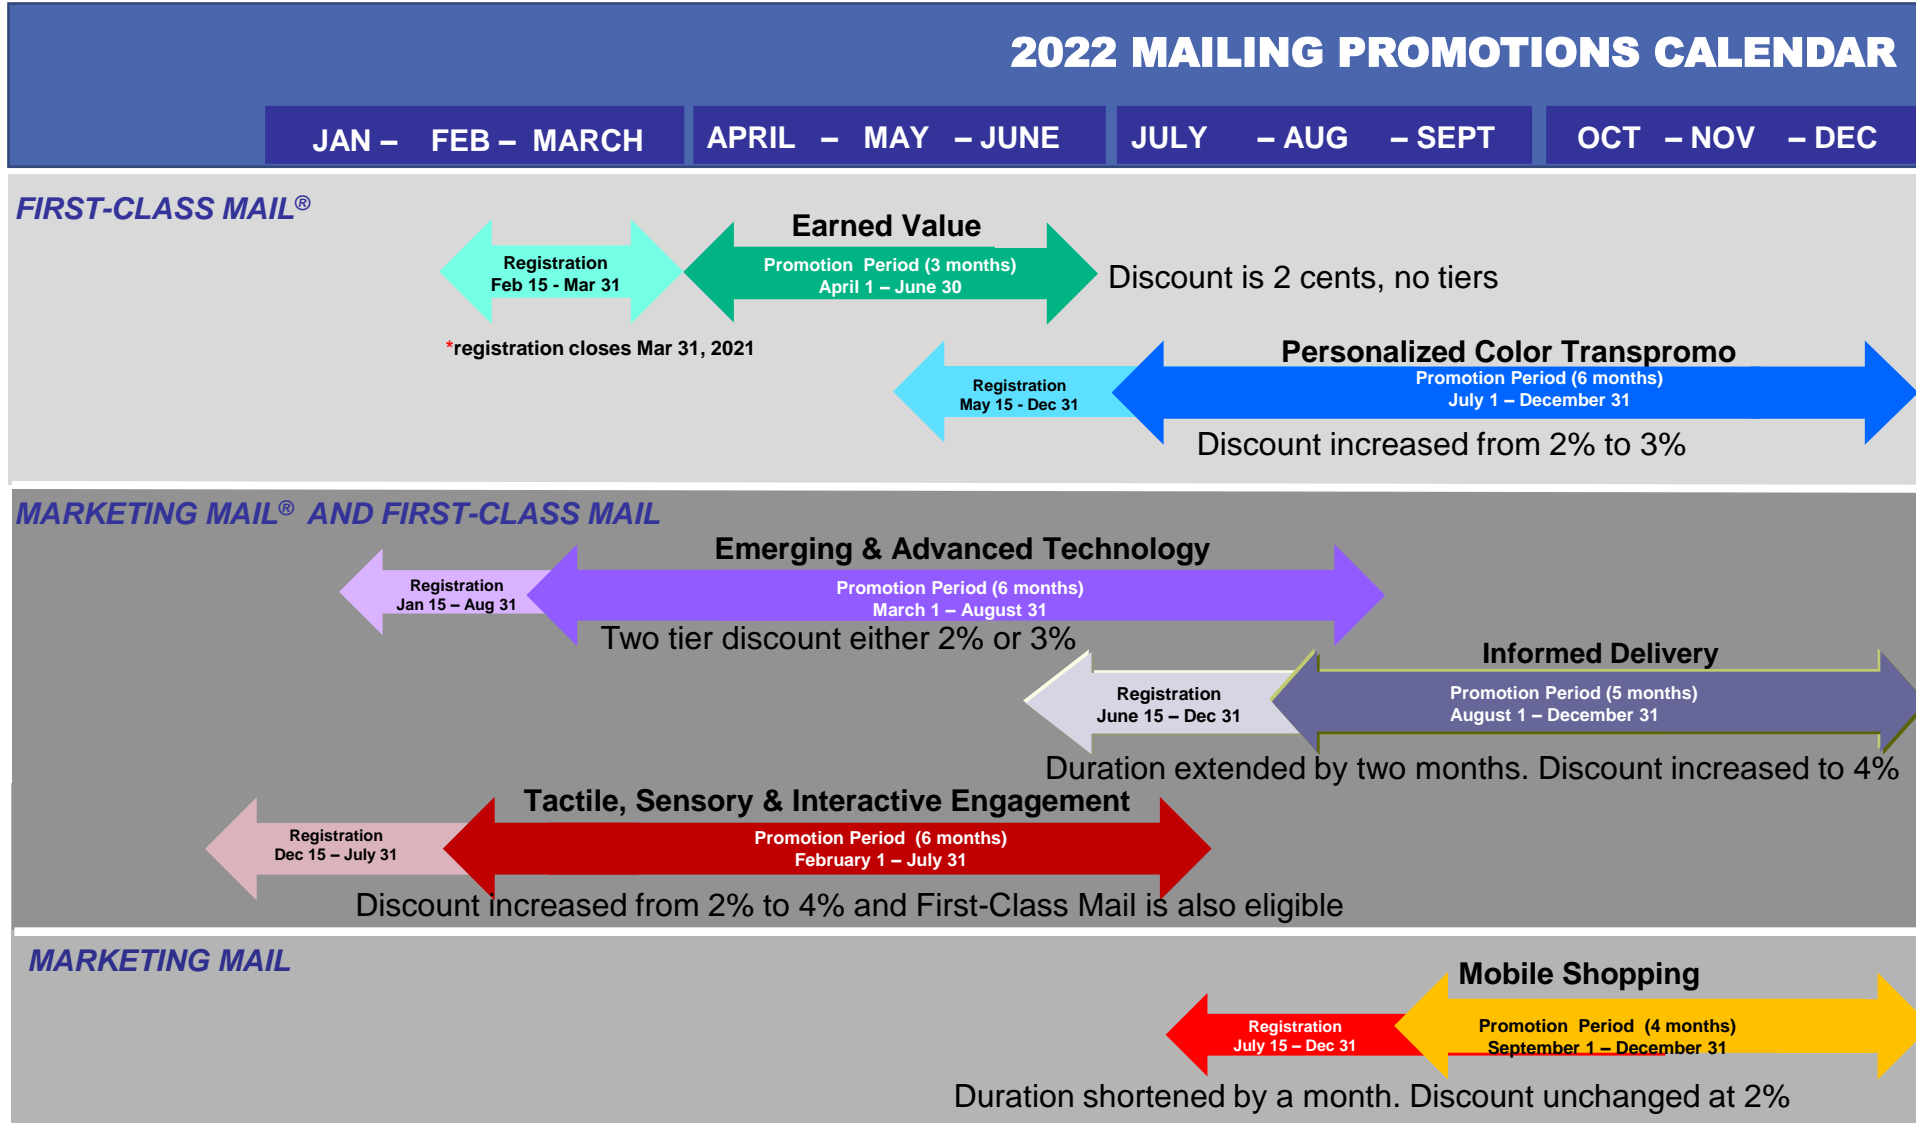 2022 MAILING PROMOTIONS CALENDAR
JAN – FEB – MARCH
APRIL – MAY – JUNE
JULY – AUG – SEPT
OCT – NOV – DEC
FIRST-CLASS MAIL®
Earned Value
Registration
Feb 15 - Mar 31
Promotion Period (3 months)
April 1 – June 30
Discount is 2 cents, no tiers
*registration closes Mar 31, 2021
Personalized Color Transpromo
Registration
May 15 - Dec 31
Promotion Period (6 months)
July 1 – December 31
Discount increased from 2% to 3%
MARKETING MAIL® AND FIRST-CLASS MAIL
Emerging & Advanced Technology
Registration
Jan 15 – Aug 31
Promotion Period (6 months)
March 1 – August 31
Two tier discount either 2% or 3%
Informed Delivery
Registration
June 15 – Dec 31
Promotion Period (5 months)
August 1 – December 31
Duration extended by two months. Discount increased to 4%
Tactile, Sensory & Interactive Engagement
Registration
Dec 15 – July 31
Promotion Period (6 months)
February 1 – July 31
Discount increased from 2% to 4% and First-Class Mail is also eligible
MARKETING MAIL
Mobile Shopping
Registration
July 15 – Dec 31
Promotion Period (4 months)
September 1 – December 31
Duration shortened by a month. Discount unchanged at 2%